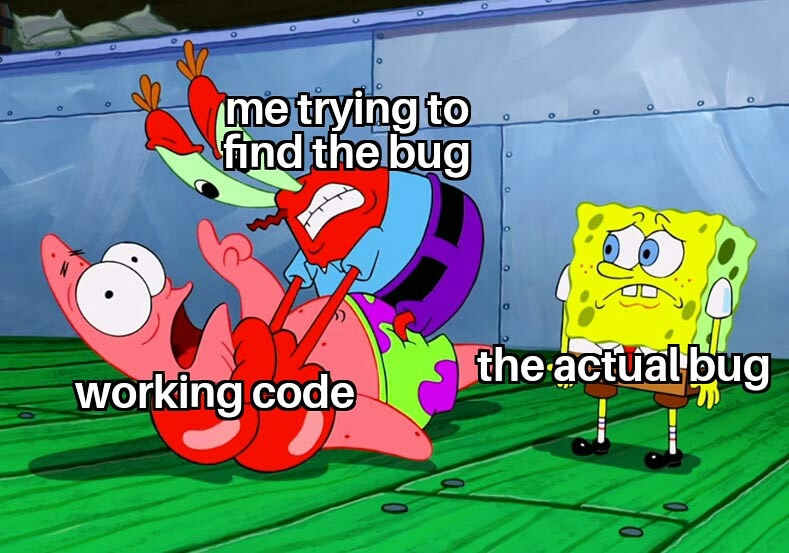 me trying to
find the bug
the actual bug
working code